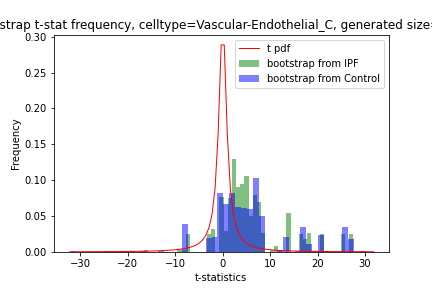 strap t-stat frequency, celltype=Vascular-Endothelial_C, generated size=
t pdf
bootstrap from IPF
bootstrap from Control
Frequency
0.30
0.25
0.20
0.15
0.10
0.05
0.00
−30 −20 −10 0 10 20 30
t-statistics